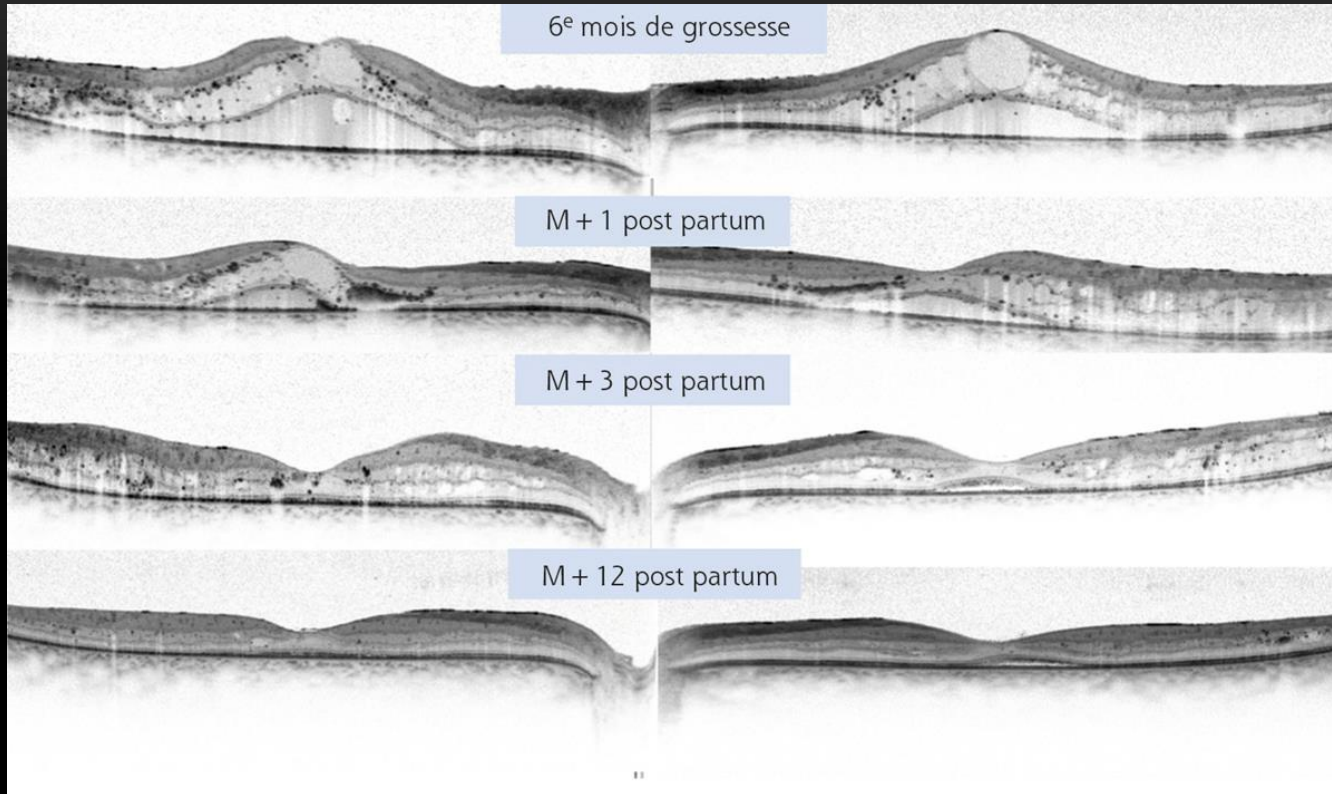 6ᵉ mois de grossesse
M + 1 post partum
M + 3 post partum
M + 12 post partum